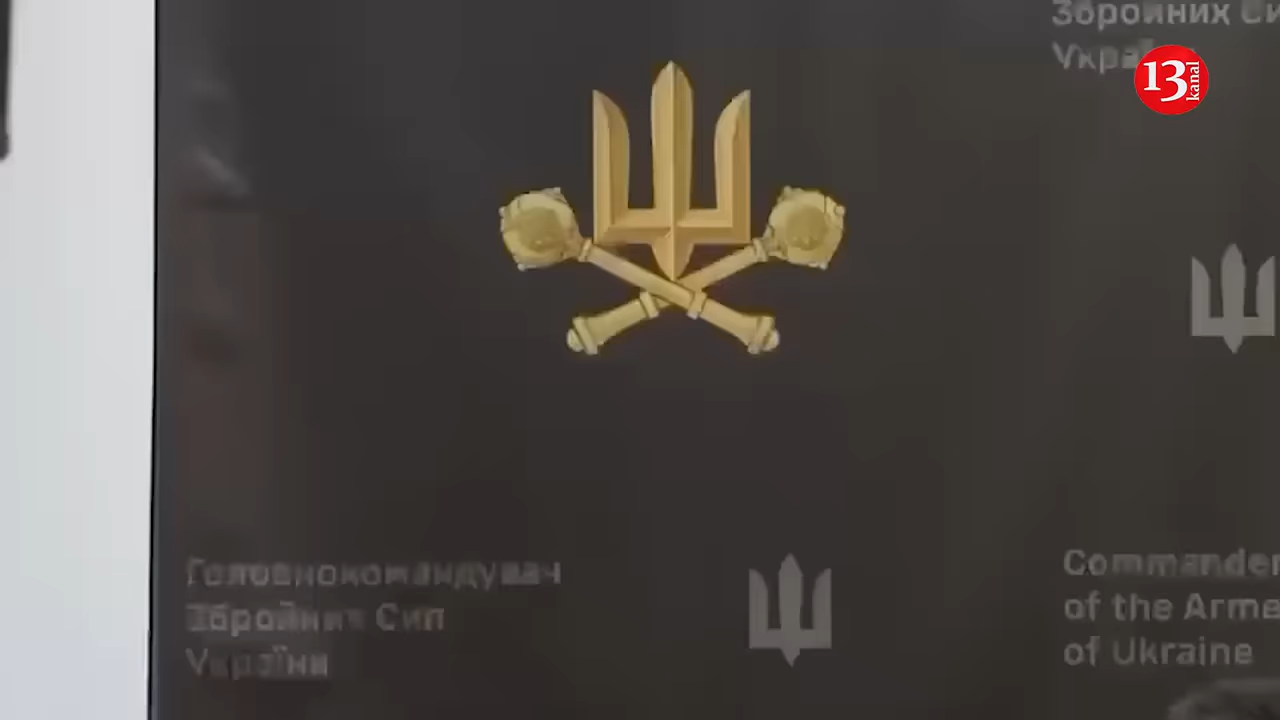 Збройних Си
Украї
13
kanal
Головнокомандувач
Збройних Сил
України
Commander
of the Arme
of Ukraine